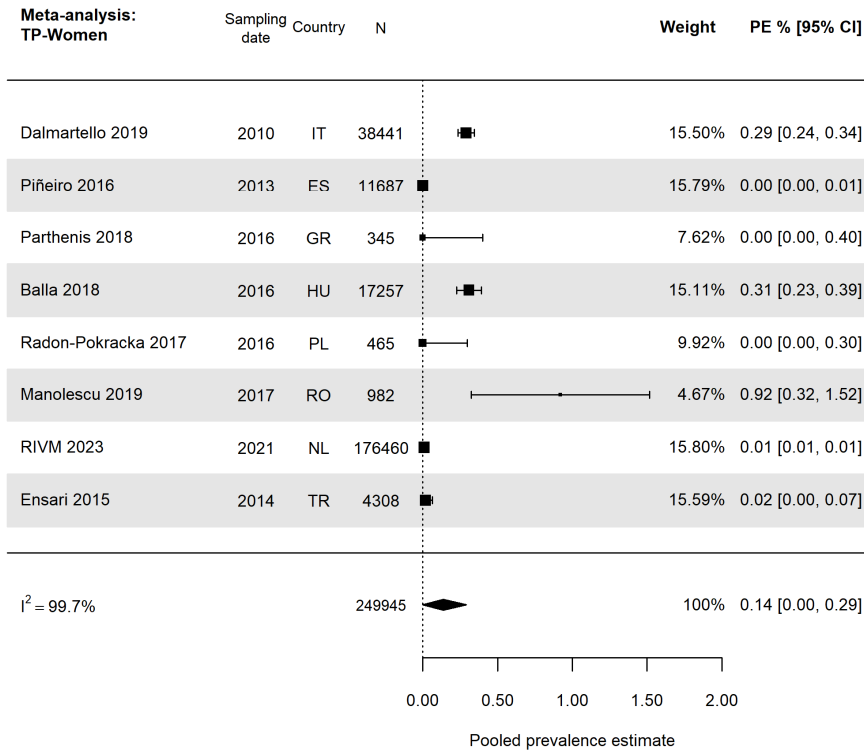 Meta-analysis:
TP-Women
Sampling
date
Country
N
Weight
PE % [95% CI]
Dalmartello 2019 2010 IT 38441 15.50% 0.29 [0.24, 0.34]
Piñeiro 2016 2013 ES 11687 15.79% 0.00 [0.00, 0.01]
Parthenis 2018 2016 GR 345 7.62% 0.00 [0.00, 0.40]
Balla 2018 2016 HU 17257 15.11% 0.31 [0.23, 0.39]
Radon-Pokracka 2017 2016 PL 465 9.92% 0.00 [0.00, 0.30]
Manolescu 2019 2017 RO 982 4.67% 0.92 [0.32, 1.52]
RIVM 2023 2021 NL 176460 15.80% 0.01 [0.01, 0.01]
Ensari 2015 2014 TR 4308 15.59% 0.02 [0.00, 0.07]
I² = 99.7% 249945 100% 0.14 [0.00, 0.29]
0.00 0.50 1.00 1.50 2.00
Pooled prevalence estimate